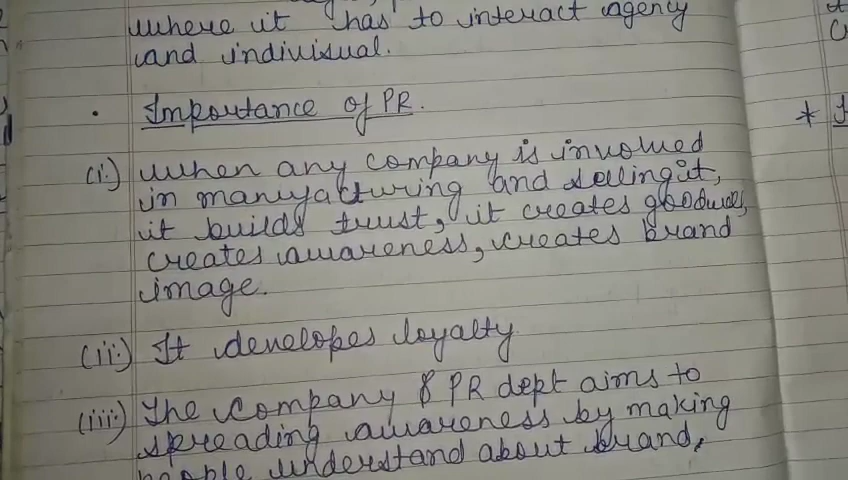 where it has to interact agency
and indivisual.
• Importance of PR.
(i.) when any company is involved
in manufacturing and selling it,
it builds trust, it creates
creates awareness, creates brand
image.
(ii.) It developes loyalty
(iii.) The company & PR dept aims to
spreading awareness by making
people understand about brand,
*